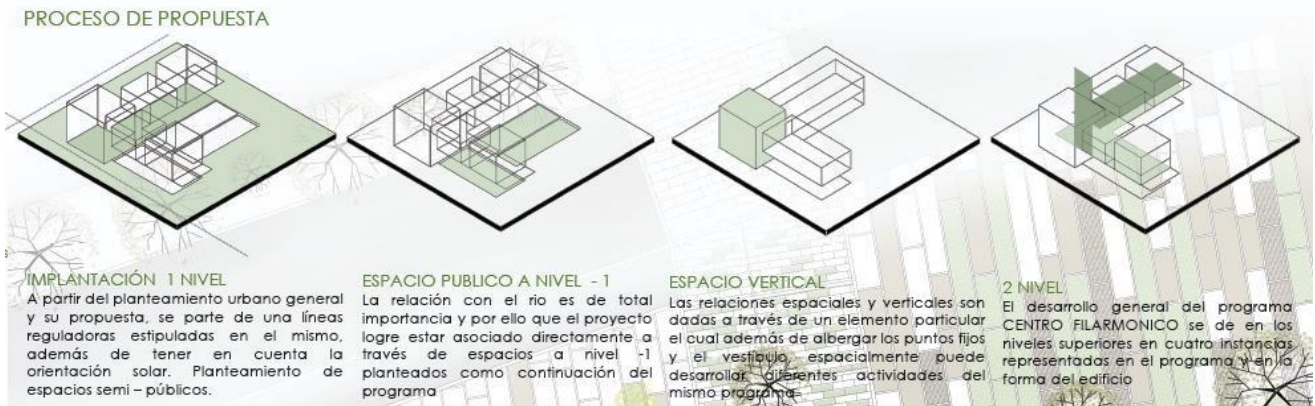 PROCESO DE PROPUESTA
IMPLANTACIÓN 1 NIVEL
A partir del planteamiento urbano general
y su propuesta, se parte de una líneas
reguladoras estipuladas en el mismo,
además de tener en cuenta la
orientación solar. Planteamiento de
espacios semi – públicos.
ESPACIO PUBLICO A NIVEL - 1
La relación con el rio es de total
importancia y por ello que el proyecto
logre estar asociado directamente a
través de espacios a nivel -1
planteados como continuación del
programa
ESPACIO VERTICAL
Las relaciones espaciales y verticales son
dadas a través de un elemento particular
el cual además de albergar los puntos fijos
y el vestíbulo espacialmente puede
desarrollar diferentes actividades del
mismo programa
2 NIVEL
El desarrollo general del programa
CENTRO FILARMONICO se de en los
niveles superiores en cuatro instancias
representadas en el programa y en la
forma del edificio